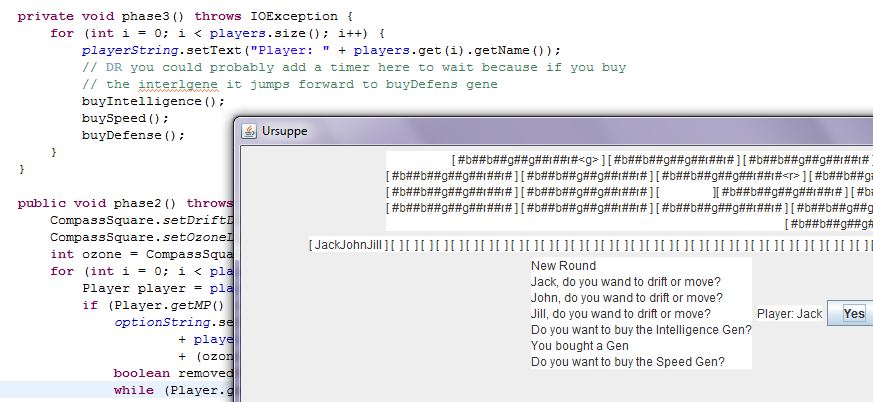 private void phase3() throws IOException {
for (int i = 0; i < players.size(); i++) {
playerString.setText("Player: " + players.get(i).getName());
// DR you could probably add a timer here to wait because if you buy
// the interlgene it jumps forward to buyDefens gene
buyIntelligence();
buySpeed();
buyDefense();
}
}
public void phase2() throws
CompassSquare.setDriftD
CompassSquare.setOzoneL
int ozone = CompassSqua
for (int i = 0; i < pla
Player player = pla
if (Player.getMP()
optionString.se
+ playe
+ (ozon
boolean removed
while (Player.g
Ursuppe
[#b##b##g##g##r##r#<g>][#b##b##g##g##r##r#][#b##b##g##g##r##r#]
[#b##b##g##g##r##r#][#b##b##g##g##r##r#][#b##b##g##g##r##r#<r>][#b##b##g
[#b##b##g##g##r##r#][#b##b##g##g##r##r#][ ][#b##b##g##g##r##r#][#b
[#b##b##g##g##r##r#][#b##b##g##g##r##r#][#b##b##g##g##r##r#][#b##b##g
[#b##b##g##g
[JackJohnJill][ ][ ][ ][ ][ ][ ][ ][ ][ ][ ][ ][ ][ ][ ][ ][ ][ ][ ][ ][ ][ ][ ][ ][ ][ ][ ][ ][ ][ ][ ][ ][ ]
New Round
Jack, do you wand to drift or move?
John, do you wand to drift or move?
Jill, do you wand to drift or move?
Do you want to buy the Intelligence Gen?
You bought a Gen
Do you want to buy the Speed Gen?
Player: Jack
Yes